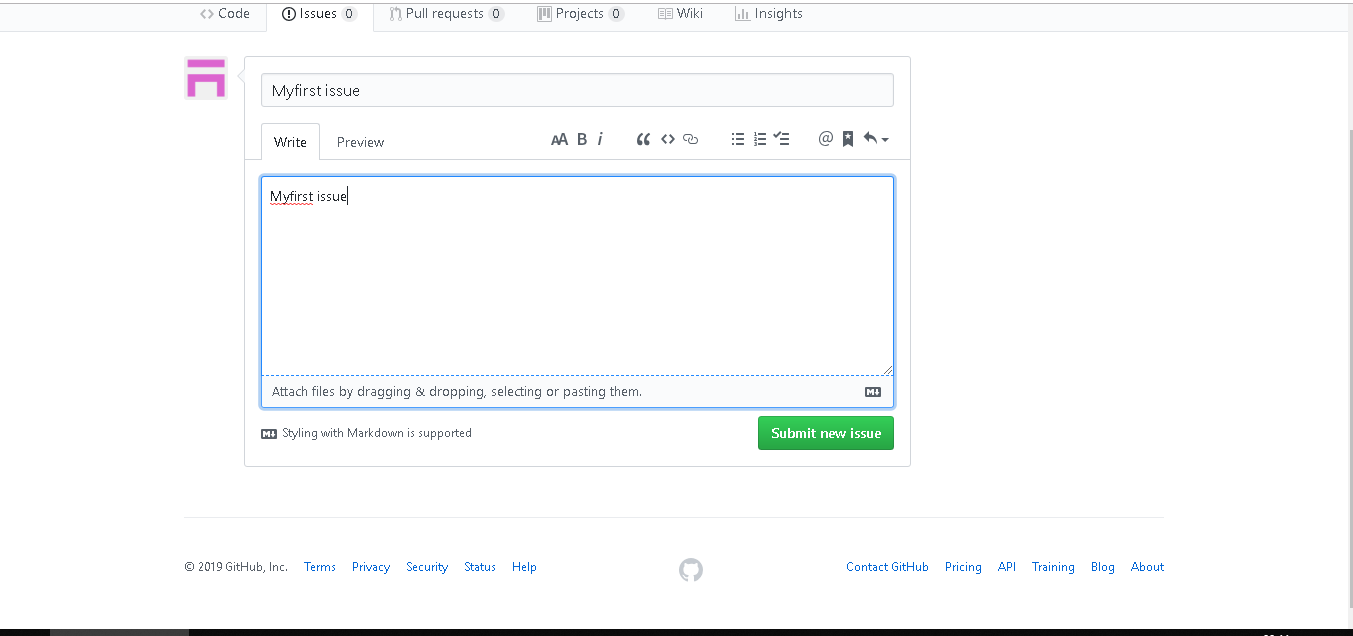 Code Issues 0 Pull requests 0 Projects 0 Wiki Insights
Myfirst issue
Write Preview AA B i @
Myfirst issue
Attach files by dragging & dropping, selecting or pasting them.
Styling with Markdown is supported Submit new issue
© 2019 GitHub, Inc. Terms Privacy Security Status Help Contact GitHub Pricing API Training Blog About